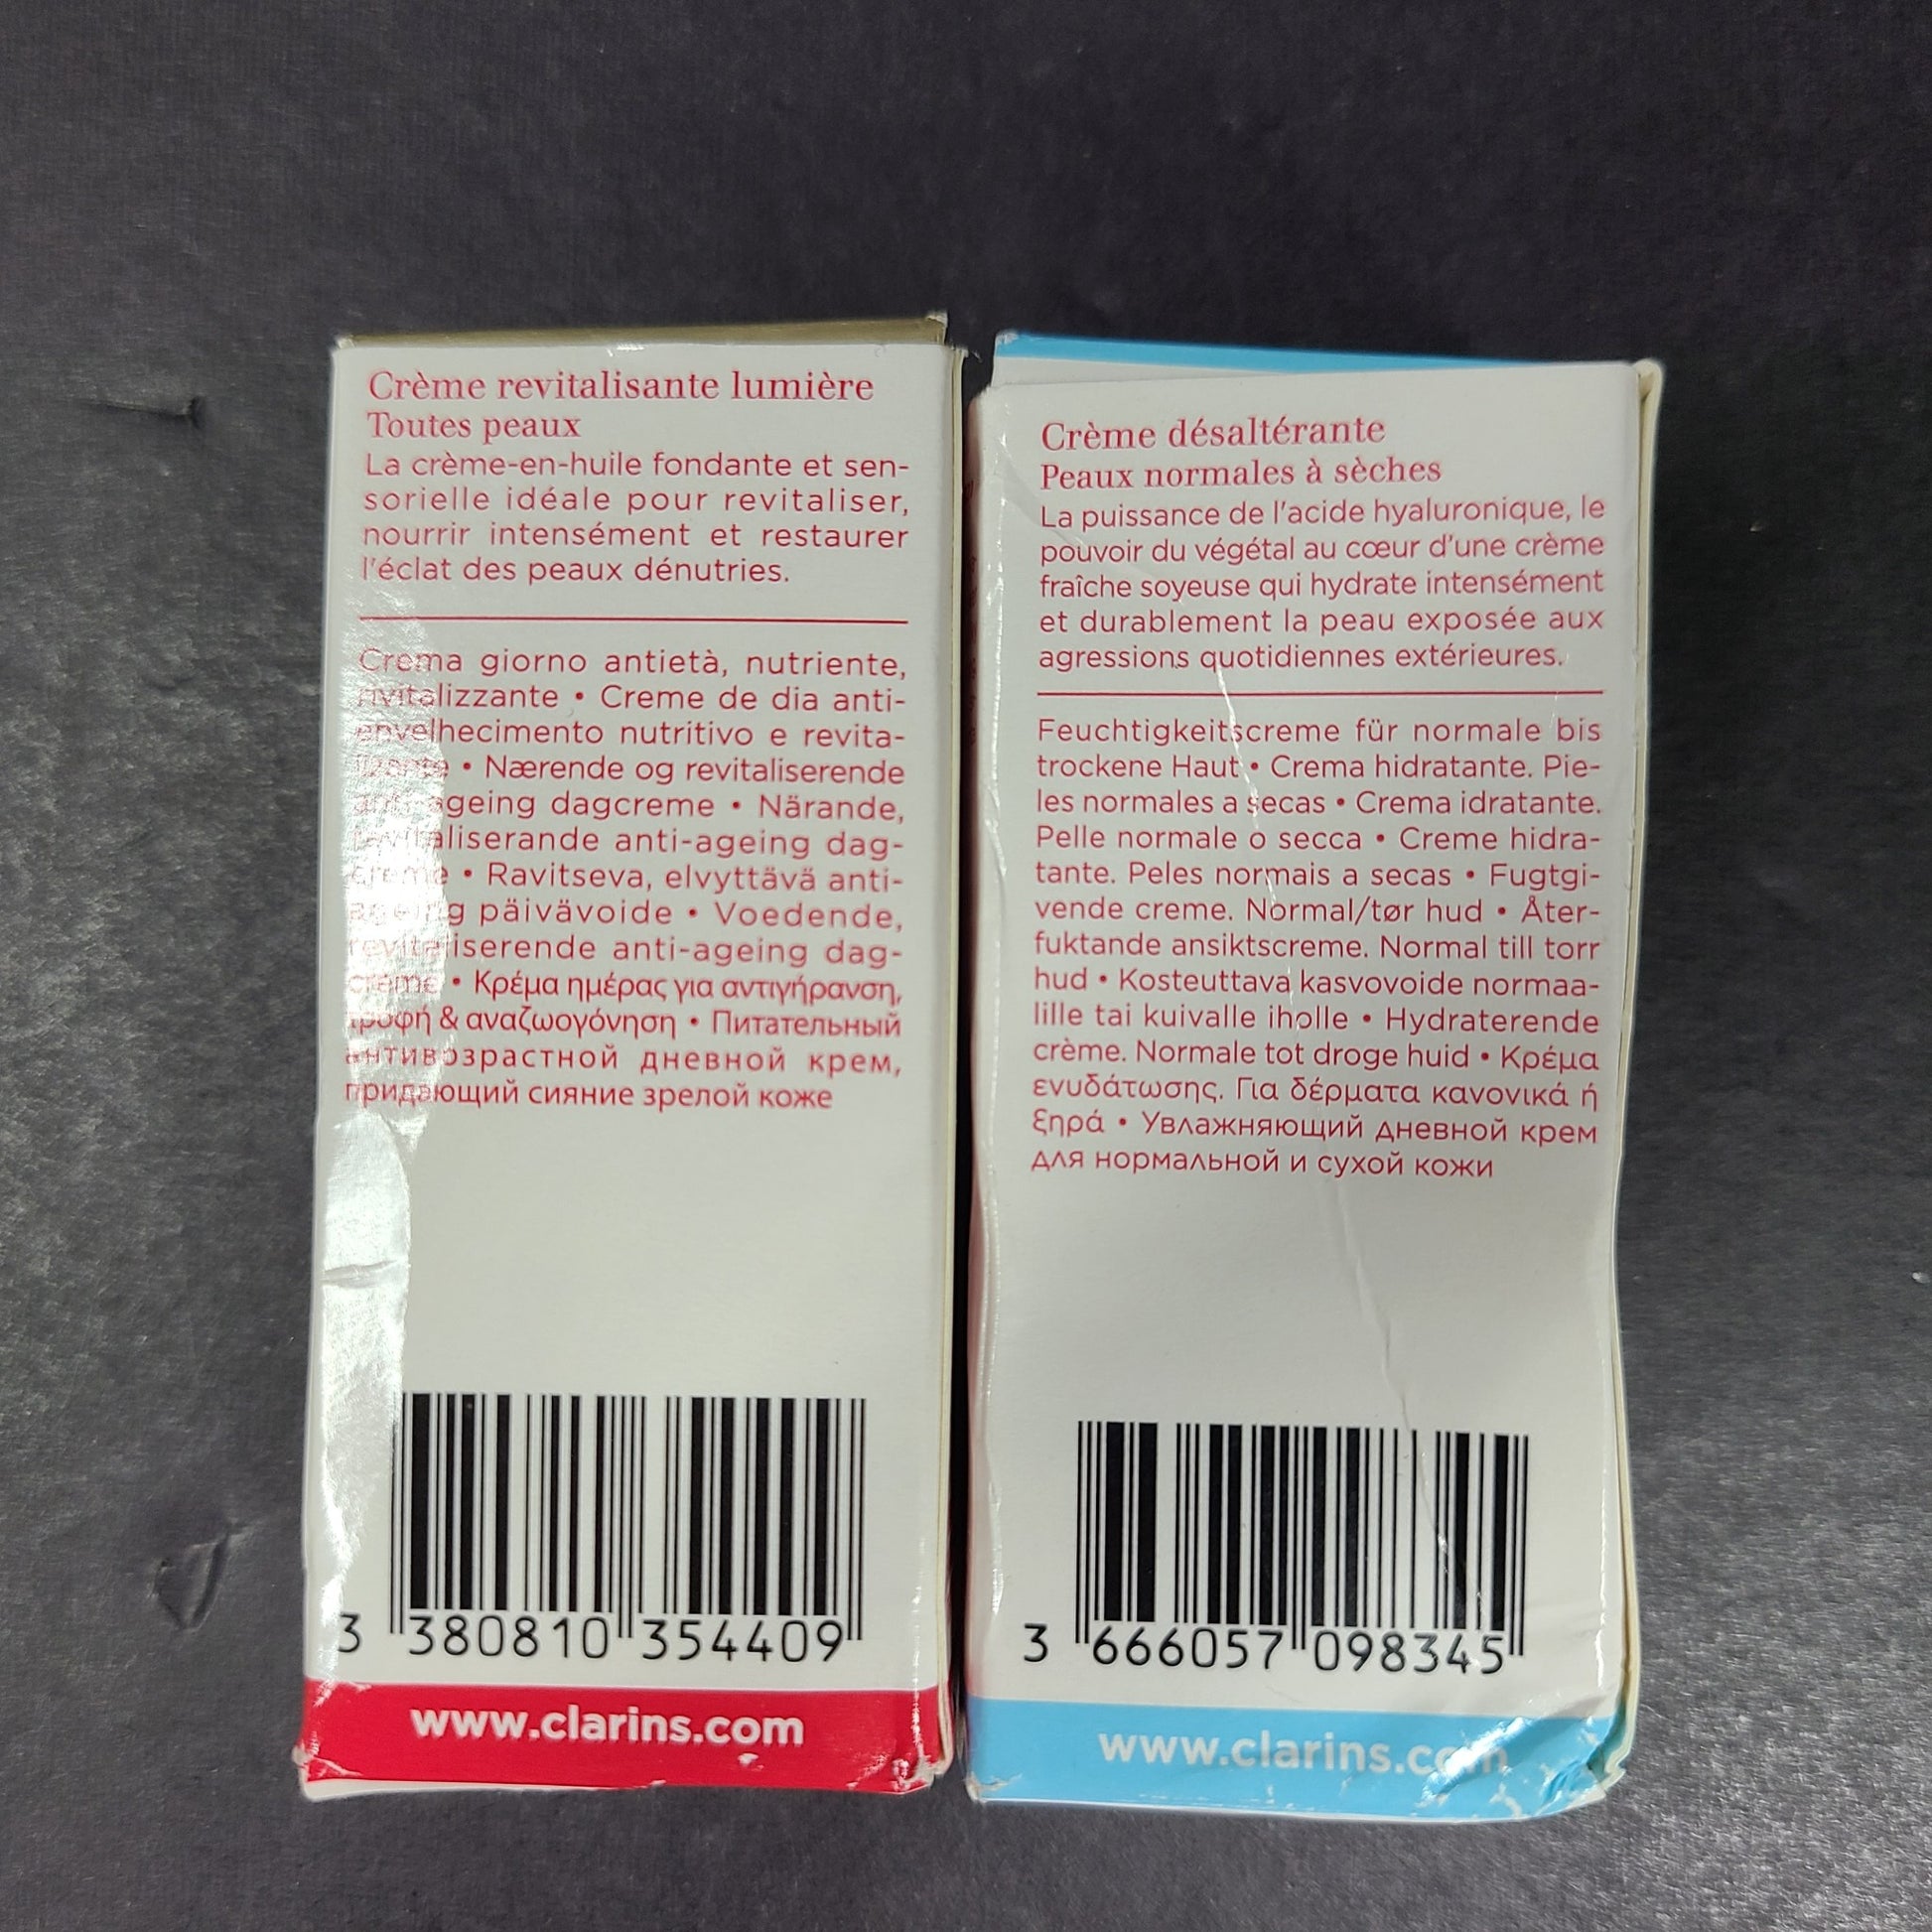 Crème revitalisante lumière
Toutes peaux
La crème-en-huile fondante et sen-
sorielle idéale pour revitaliser,
nourrir intensément et restaurer
l'éclat des peaux dénutries.
Crema giorno antietà, nutriente,
rivitalizzante • Creme de dia anti-
envelhecimento nutritivo e revita-
lizante • Nærende og revitaliserende
anti-ageing dagcreme • Närande,
revitaliserande anti-ageing dag-
creme • Ravitseva, elvyttävä anti-
ageing päivävoide • Voedende,
revitaliserende anti-ageing dag-
crème • Κρέμα ημέρας για αντιγήρανση,
τροφή & αναζωογόνηση • Питательный
антивозрастной дневной крем,
придающий сияние зрелой коже
3 380810 354409
www.clarins.com
Crème désaltérante
Peaux normales à sèches
La puissance de l'acide hyaluronique, le
pouvoir du végétal au cœur d'une crème
fraîche soyeuse qui hydrate intensément
et durablement la peau exposée aux
agressions quotidiennes extérieures.
Feuchtigkeitscreme für normale bis
trockene Haut • Crema hidratante. Pie-
les normales a secas • Crema idratante.
Pelle normale o secca • Creme hidra-
tante. Peles normais a secas • Fugtgi-
vende creme. Normal/tør hud • Åter-
fuktande ansiktscreme. Normal till torr
hud • Kosteuttava kasvovoide normaa-
lille tai kuivalle iholle • Hydraterende
crème. Normale tot droge huid • Κρέμα
ενυδάτωσης. Για δέρματα κανονικά ή
ξηρά • Увлажняющий дневной крем
для нормальной и сухой кожи
3 666057 098345
www.clarins.com